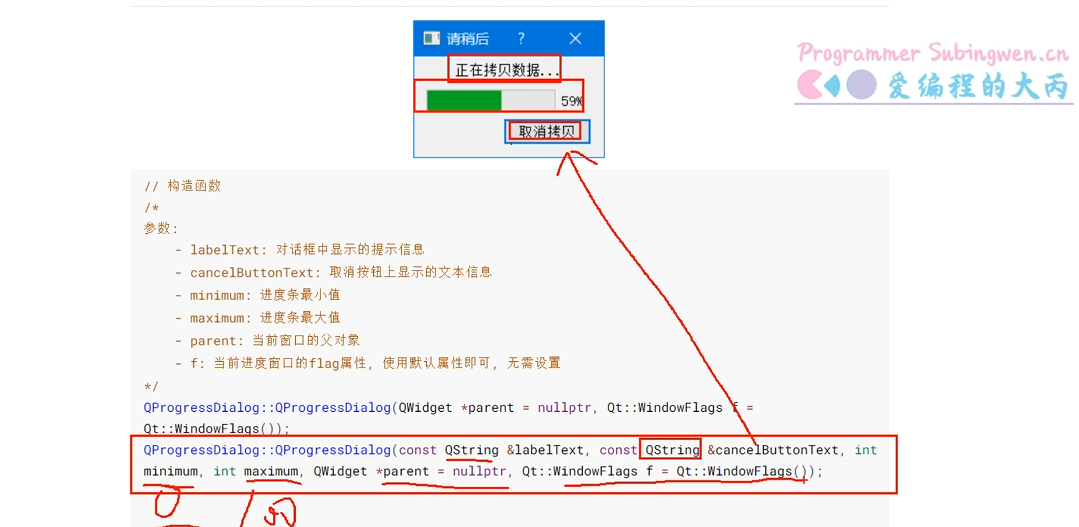 请稍后 ?
Programmer Subingwen.cn
爱编程的大丙
正在拷贝数据...
59%
取消拷贝
// 构造函数
/*
参数:
- labelText: 对话框中显示的提示信息
- cancelButtonText: 取消按钮上显示的文本信息
- minimum: 进度条最小值
- maximum: 进度条最大值
- parent: 当前窗口的父对象
- f: 当前进度窗口的flag属, 使用默认属性即可, 无需设置
*/
QProgressDialog::QProgressDialog(QWidget *parent = nullptr, Qt::WindowFlags f =
Qt::WindowFlags());
QProgressDialog::QProgressDialog(const QString &labelText, const QString &cancelButtonText, int
minimum, int maximum, QWidget *parent = nullptr, Qt::WindowFlags f = Qt::WindowFlags());
0